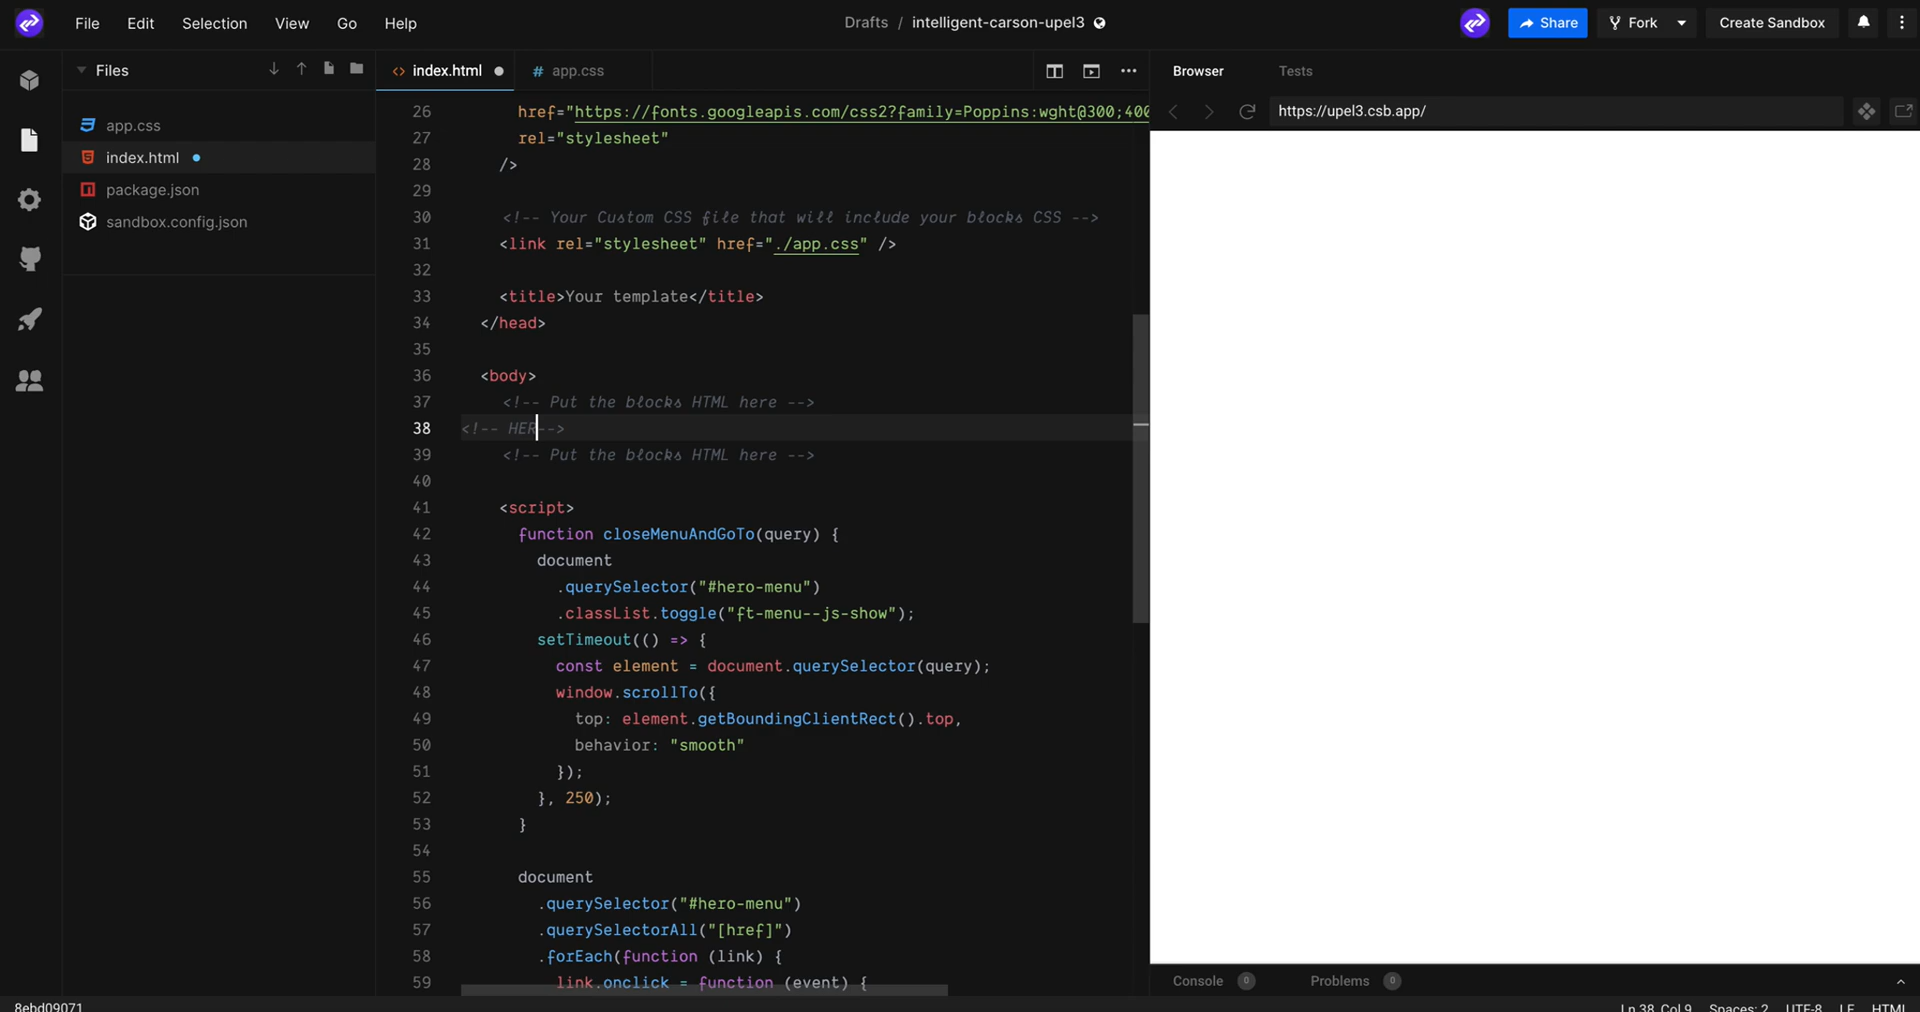 File Edit Selection View Go Help
Drafts / intelligent-carson-upel3
Share Fork Create Sandbox
Files
app.css
index.html
package.json
sandbox.config.json
<> index.html # app.css
26 href="https://fonts.googleapis.com/css2?family=Poppins:wght@300;400
27 rel="stylesheet"
28 />
29
30 <!-- Your Custom CSS file that will include your blocks CSS -->
31 <link rel="stylesheet" href="./app.css" />
32
33 <title>Your template</title>
34 </head>
35
36 <body>
37 <!-- Put the blocks HTML here -->
38 <!-- HER-->
39 <!-- Put the blocks HTML here -->
40
41 <script>
42 function closeMenuAndGoTo(query) {
43 document
44 .querySelector("#hero-menu")
45 .classList.toggle("ft-menu--js-show");
46 setTimeout(() => {
47 const element = document.querySelector(query);
48 window.scrollTo({
49 top: element.getBoundingClientRect().top,
50 behavior: "smooth"
51 });
52 }, 250);
53 }
54
55 document
56 .querySelector("#hero-menu")
57 .querySelectorAll("[href]")
58 .forEach(function (link) {
59 link.onclick = function (event) {
Browser Tests
https://upel3.csb.app/
Console 0 Problems 0
8ebd09071
Ln 38, Col 9 Spaces: 2 UTF-8 LF HTML